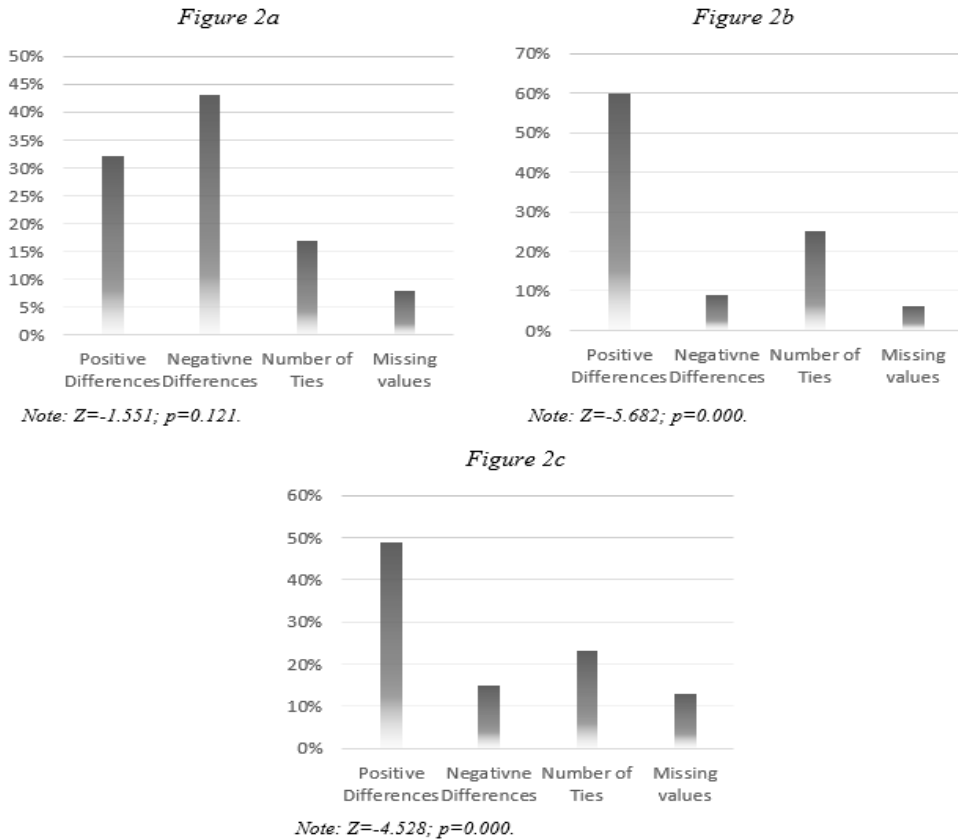 Figure 2a
50%
45%
40%
35%
30%
25%
20%
15%
10%
5%
0%
Positive Negativne Number of Missing
Differences Differences Ties values
Note: Z=-1.551; p=0.121.
Figure 2b
70%
60%
50%
40%
30%
20%
10%
0%
Positive Negativne Number of Missing
Differences Differences Ties values
Note: Z=-5.682; p=0.000.
Figure 2c
60%
50%
40%
30%
20%
10%
0%
Positive Negativne Number of Missing
Differences Differences Ties values
Note: Z=-4.528; p=0.000.